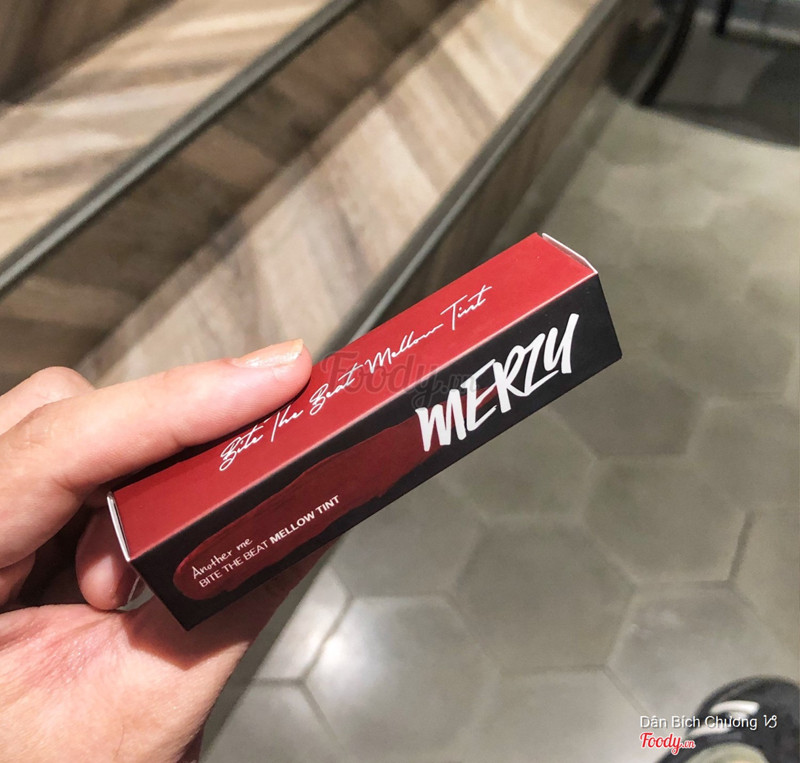 Bite The Beat Mellow Tint
MERZY
Another me
BITE THE BEAT MELLOW TINT
Foody.vn
Dân Bích Chương
Foody.vn